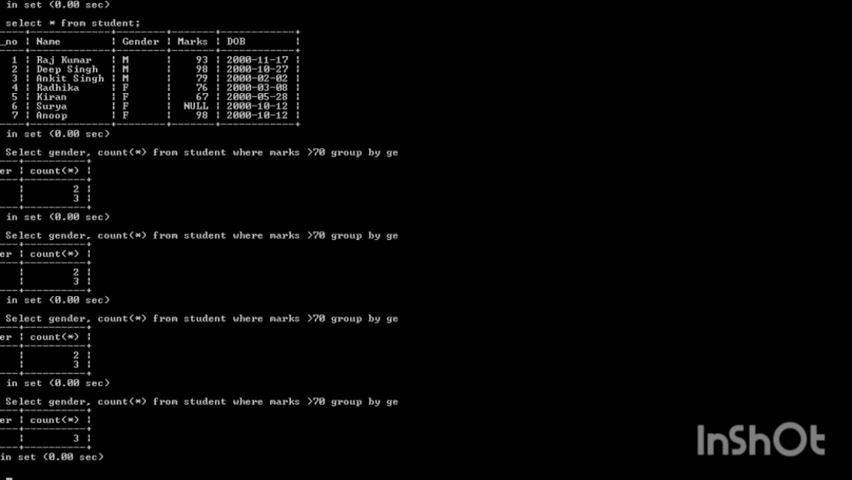 in set (0.00 sec)
select * from student;
_no | Name | Gender | Marks | DOB |
1 | Raj Kumar | M | 93 | 2000-11-17 |
2 | Deep Singh | M | 98 | 2000-10-27 |
3 | Ankit Singh | M | 79 | 2000-02-02 |
4 | Radhika | F | 76 | 2000-03-08 |
5 | Kiran | F | 67 | 2000-05-28 |
6 | Surya | F | NULL | 2000-10-12 |
7 | Anoop | F | 98 | 2000-10-12 |
in set (0.00 sec)
Select gender, count(*) from student where marks >70 group by ge
er | count(*) |
| 2 |
| 3 |
in set (0.00 sec)
Select gender, count(*) from student where marks >70 group by ge
er | count(*) |
| 2 |
| 3 |
in set (0.00 sec)
Select gender, count(*) from student where marks >70 group by ge
er | count(*) |
| 2 |
| 3 |
in set (0.00 sec)
Select gender, count(*) from student where marks >70 group by ge
er | count(*) |
| 3 |
in set (0.00 sec)
InShOt